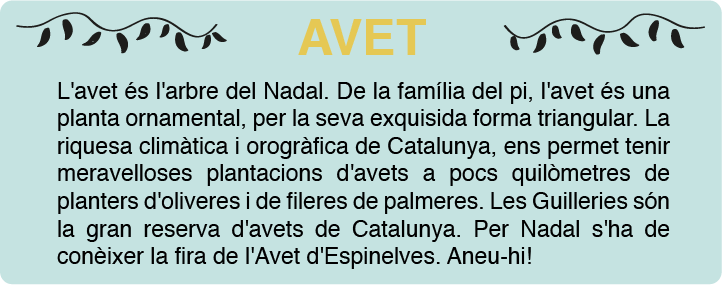 AVET
L'avet és l'arbre del Nadal. De la família del pi, l'avet és una
planta ornamental, per la seva exquisida forma triangular. La
riquesa climàtica i orogràfica de Catalunya, ens permet tenir
meravelloses plantacions d'avets a pocs quilòmetres de
planters d'oliveres i de fileres de palmeres. Les Guilleries són
la gran reserva d'avets de Catalunya. Per Nadal s'ha de
conèixer la fira de l'Avet d'Espinelves. Aneu-hi!